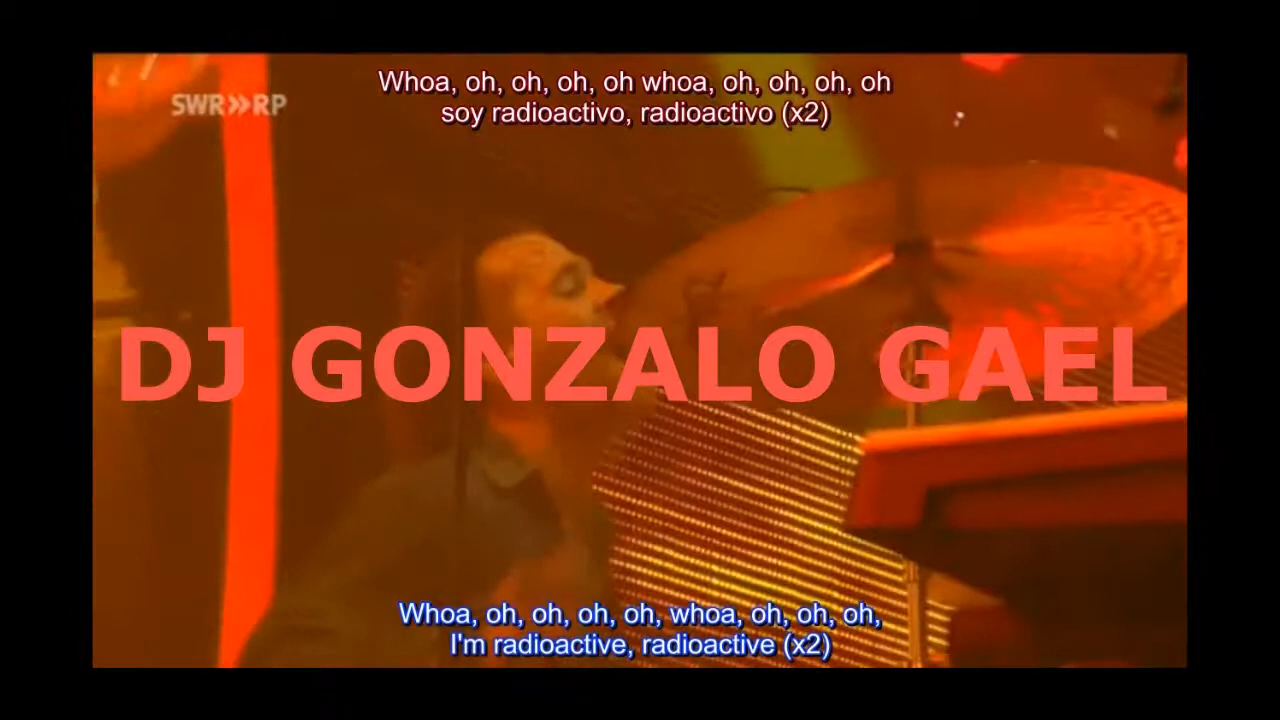 Whoa, oh, oh, oh, oh whoa, oh, oh, oh, oh
soy radioactivo, radioactivo (x2)
SWR»RP
DJ GONZALO GAEL
Whoa, oh, oh, oh, oh, whoa, oh, oh, oh,
I'm radioactive, radioactive (x2)